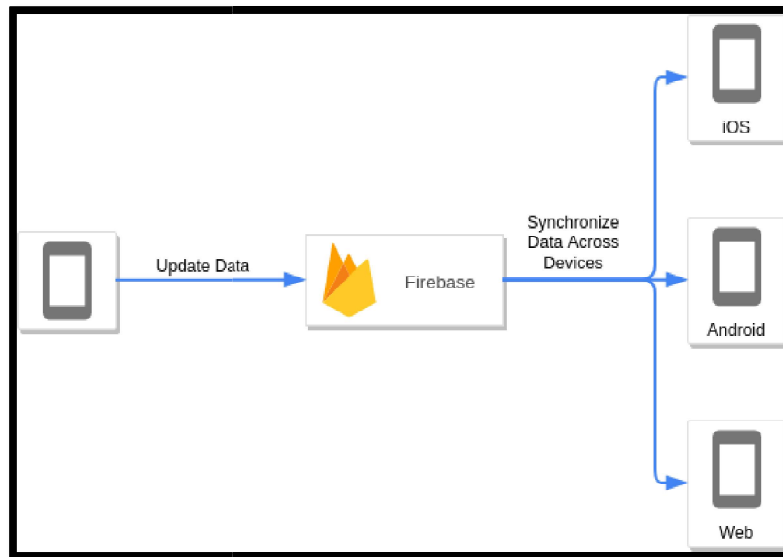 iOS
Synchronize
Data Across
Devices
Update Data
Firebase
Android
Web